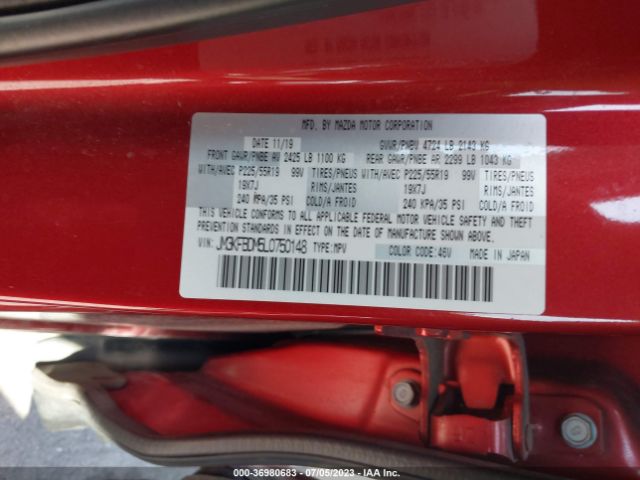 MFD. BY MAZDA MOTOR CORPORATION
DATE 11/19 GVWR/PNBV 4724 LB 2143 KG
FRONT GAWR/PNBE AV 2425 LB 1100 KG REAR GAWR/PNBE AR 2299 LB 1043 KG
WITH/AVEC P225/55R19 99V TIRES/PNEUS WITH/AVEC P225/55R19 99V TIRES/PNEUS
19X7J RIMS/JANTES 19X7J RIMS/JANTES
240 KPA/35 PSI COLD/A FROID 240 KPA/35 PSI COLD/A FROID
THIS VEHICLE CONFORMS TO ALL APPLICABLE FEDERAL MOTOR VEHICLE SAFETY AND THEFT
PREVENTION STANDARDS IN EFFECT ON THE DATE OF MANUFACTURE SHOWN ABOVE.
VIN: JM3KFBDM5L0750148 TYPE:MPV COLOR CODE:46V MADE IN JAPAN
000-36980683 - 07/05/2023 - IAA Inc.